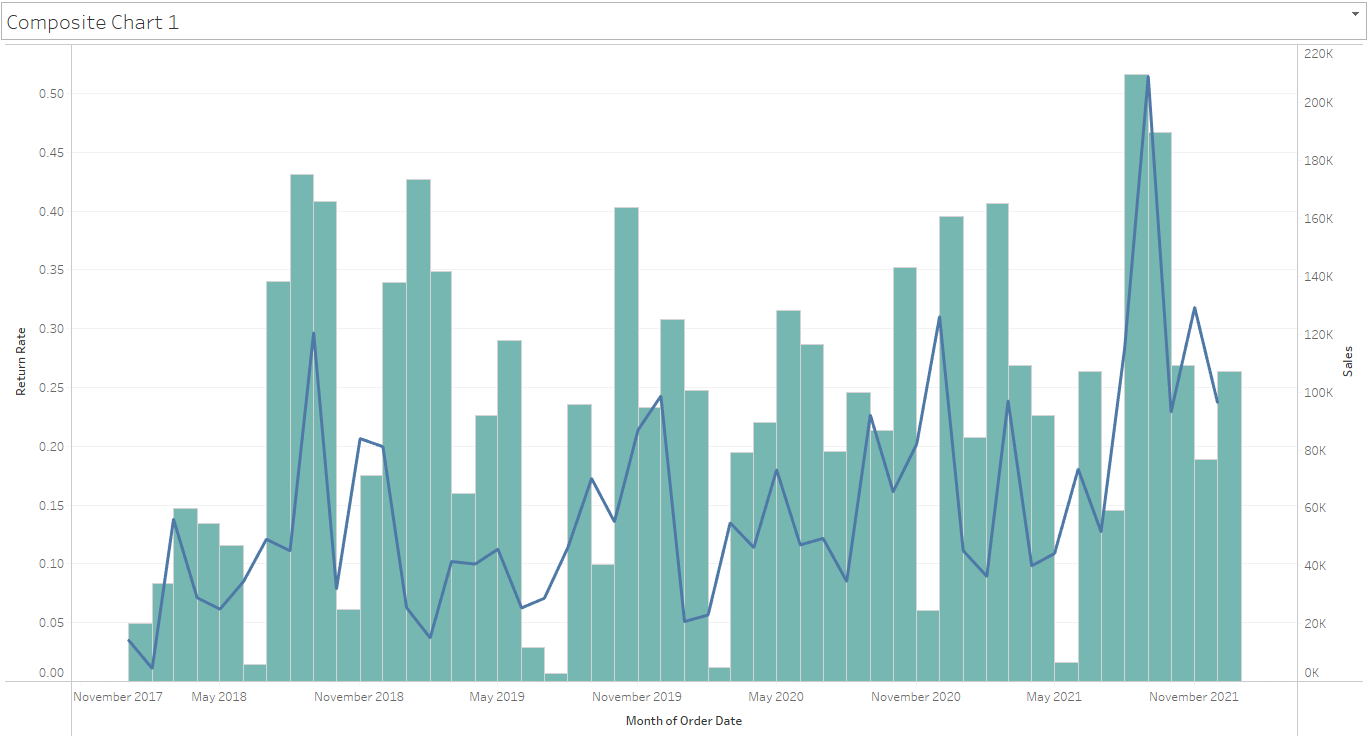 Composite Chart 1
Return Rate
0.50
0.45
0.40
0.35
0.30
0.25
0.20
0.15
0.10
0.05
0.00
220K
200K
180K
160K
140K
120K
100K
80K
60K
40K
20K
0K
Sales
November 2017 May 2018 November 2018 May 2019 November 2019 May 2020 November 2020 May 2021 November 2021
Month of Order Date